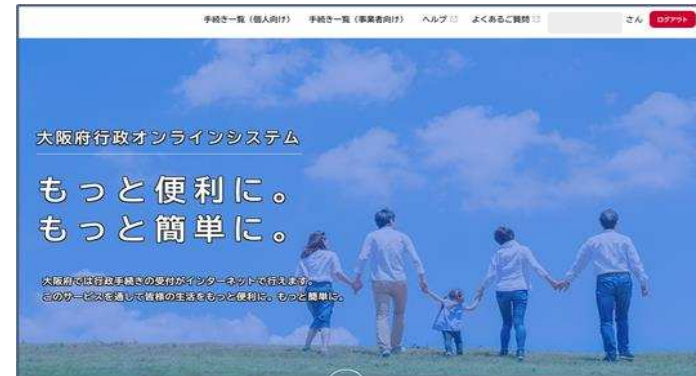 手続き一覧（個人向け） 手続き一覧（事業者向け） ヘルプ よくあるご質問 さん ログアウト
大阪府行政オンラインシステム
もっと便利に。
もっと簡単に。
大阪府では行政手続きの受付がインターネットで行えます。
このサービスを通して皆様の生活をもっと便利に。もっと簡単に。